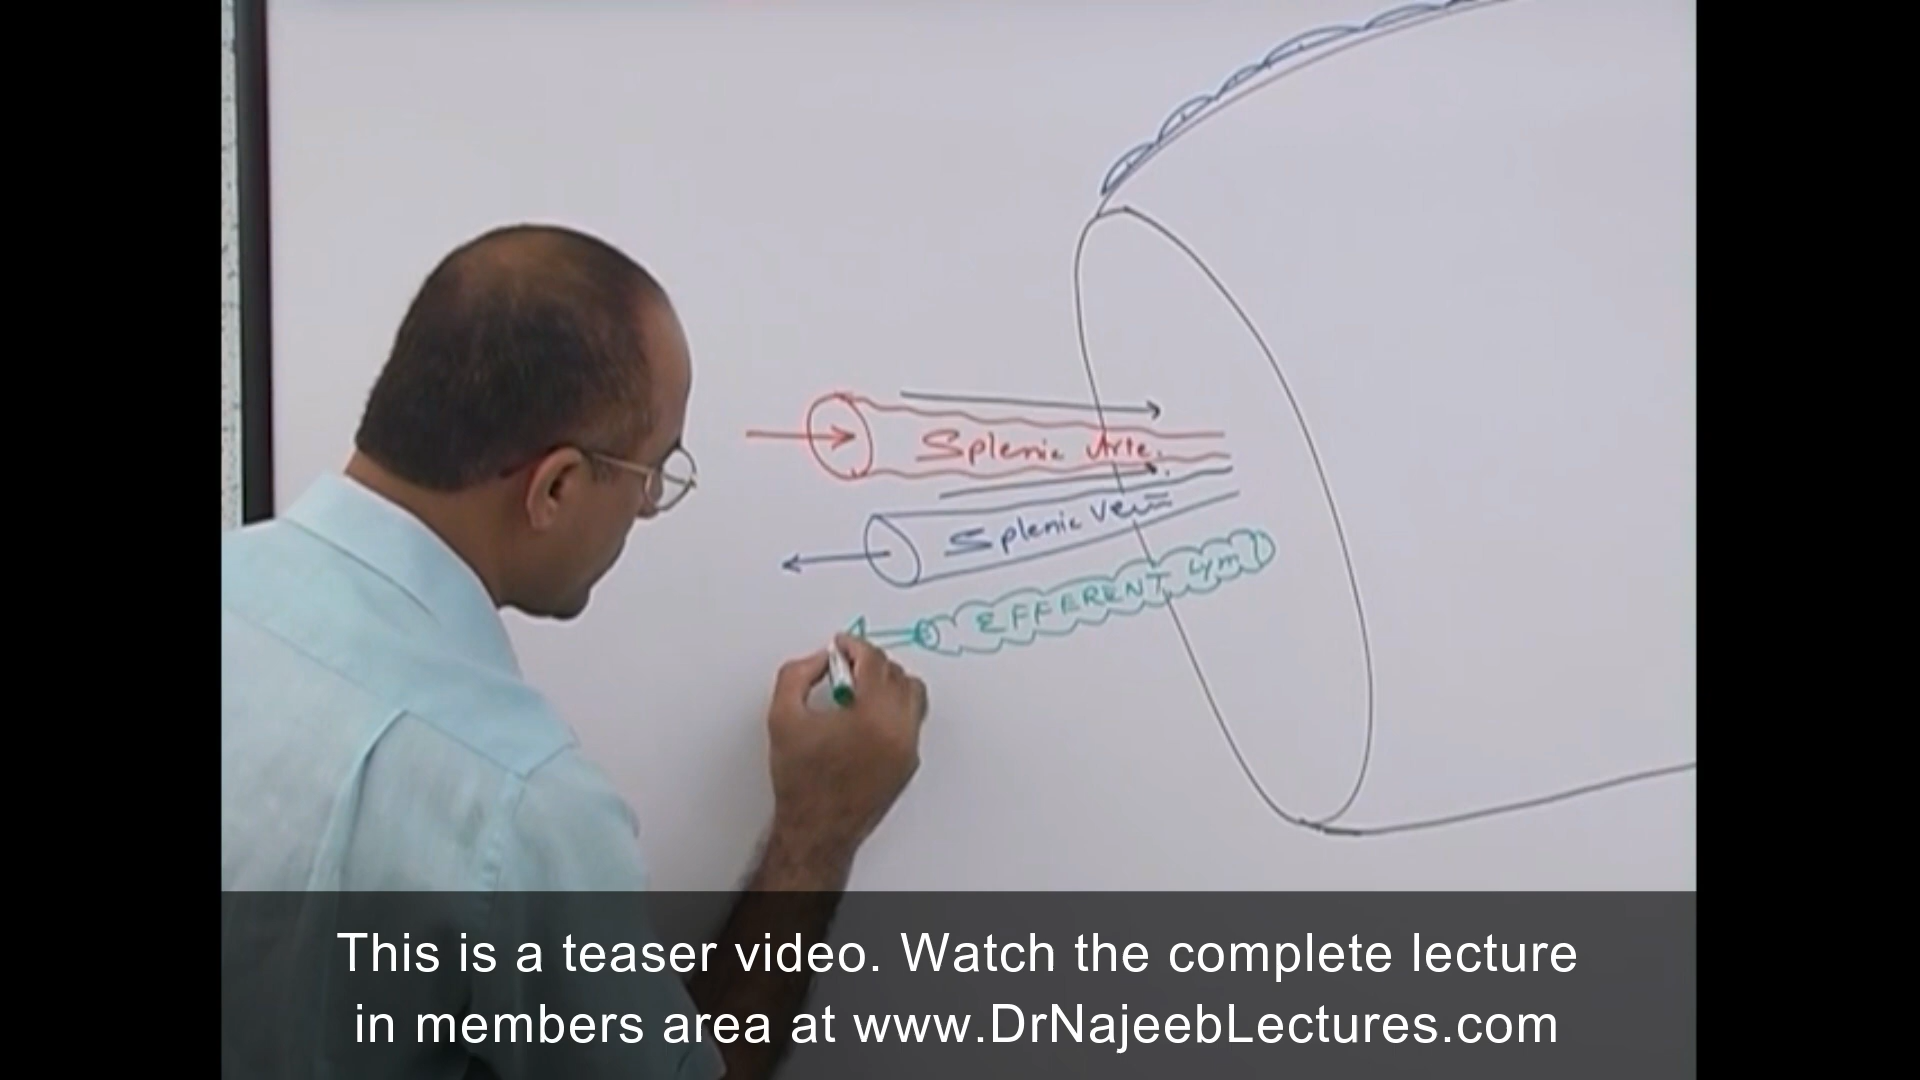 Splenic Arte.
Splenic Vein
EFFERENT Lym
This is a teaser video. Watch the complete lecture
in members area at www.DrNajeebLectures.com